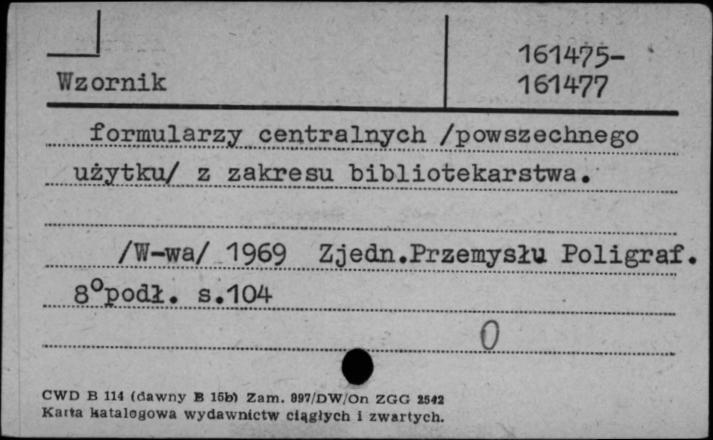 161475-
Wzornik 161477
formularzy centralnych /powszechnego
użytku/ z zakresu bibliotekarstwa.
/W-wa/ 1969 Zjedn.Przemysłu Poligraf.
8°podł. s.104
0
CWD B 114 (dawny B 15b) Zam. 997/DW/On ZGG 2542
Karta katalogowa wydawnictw ciągłych i zwartych.